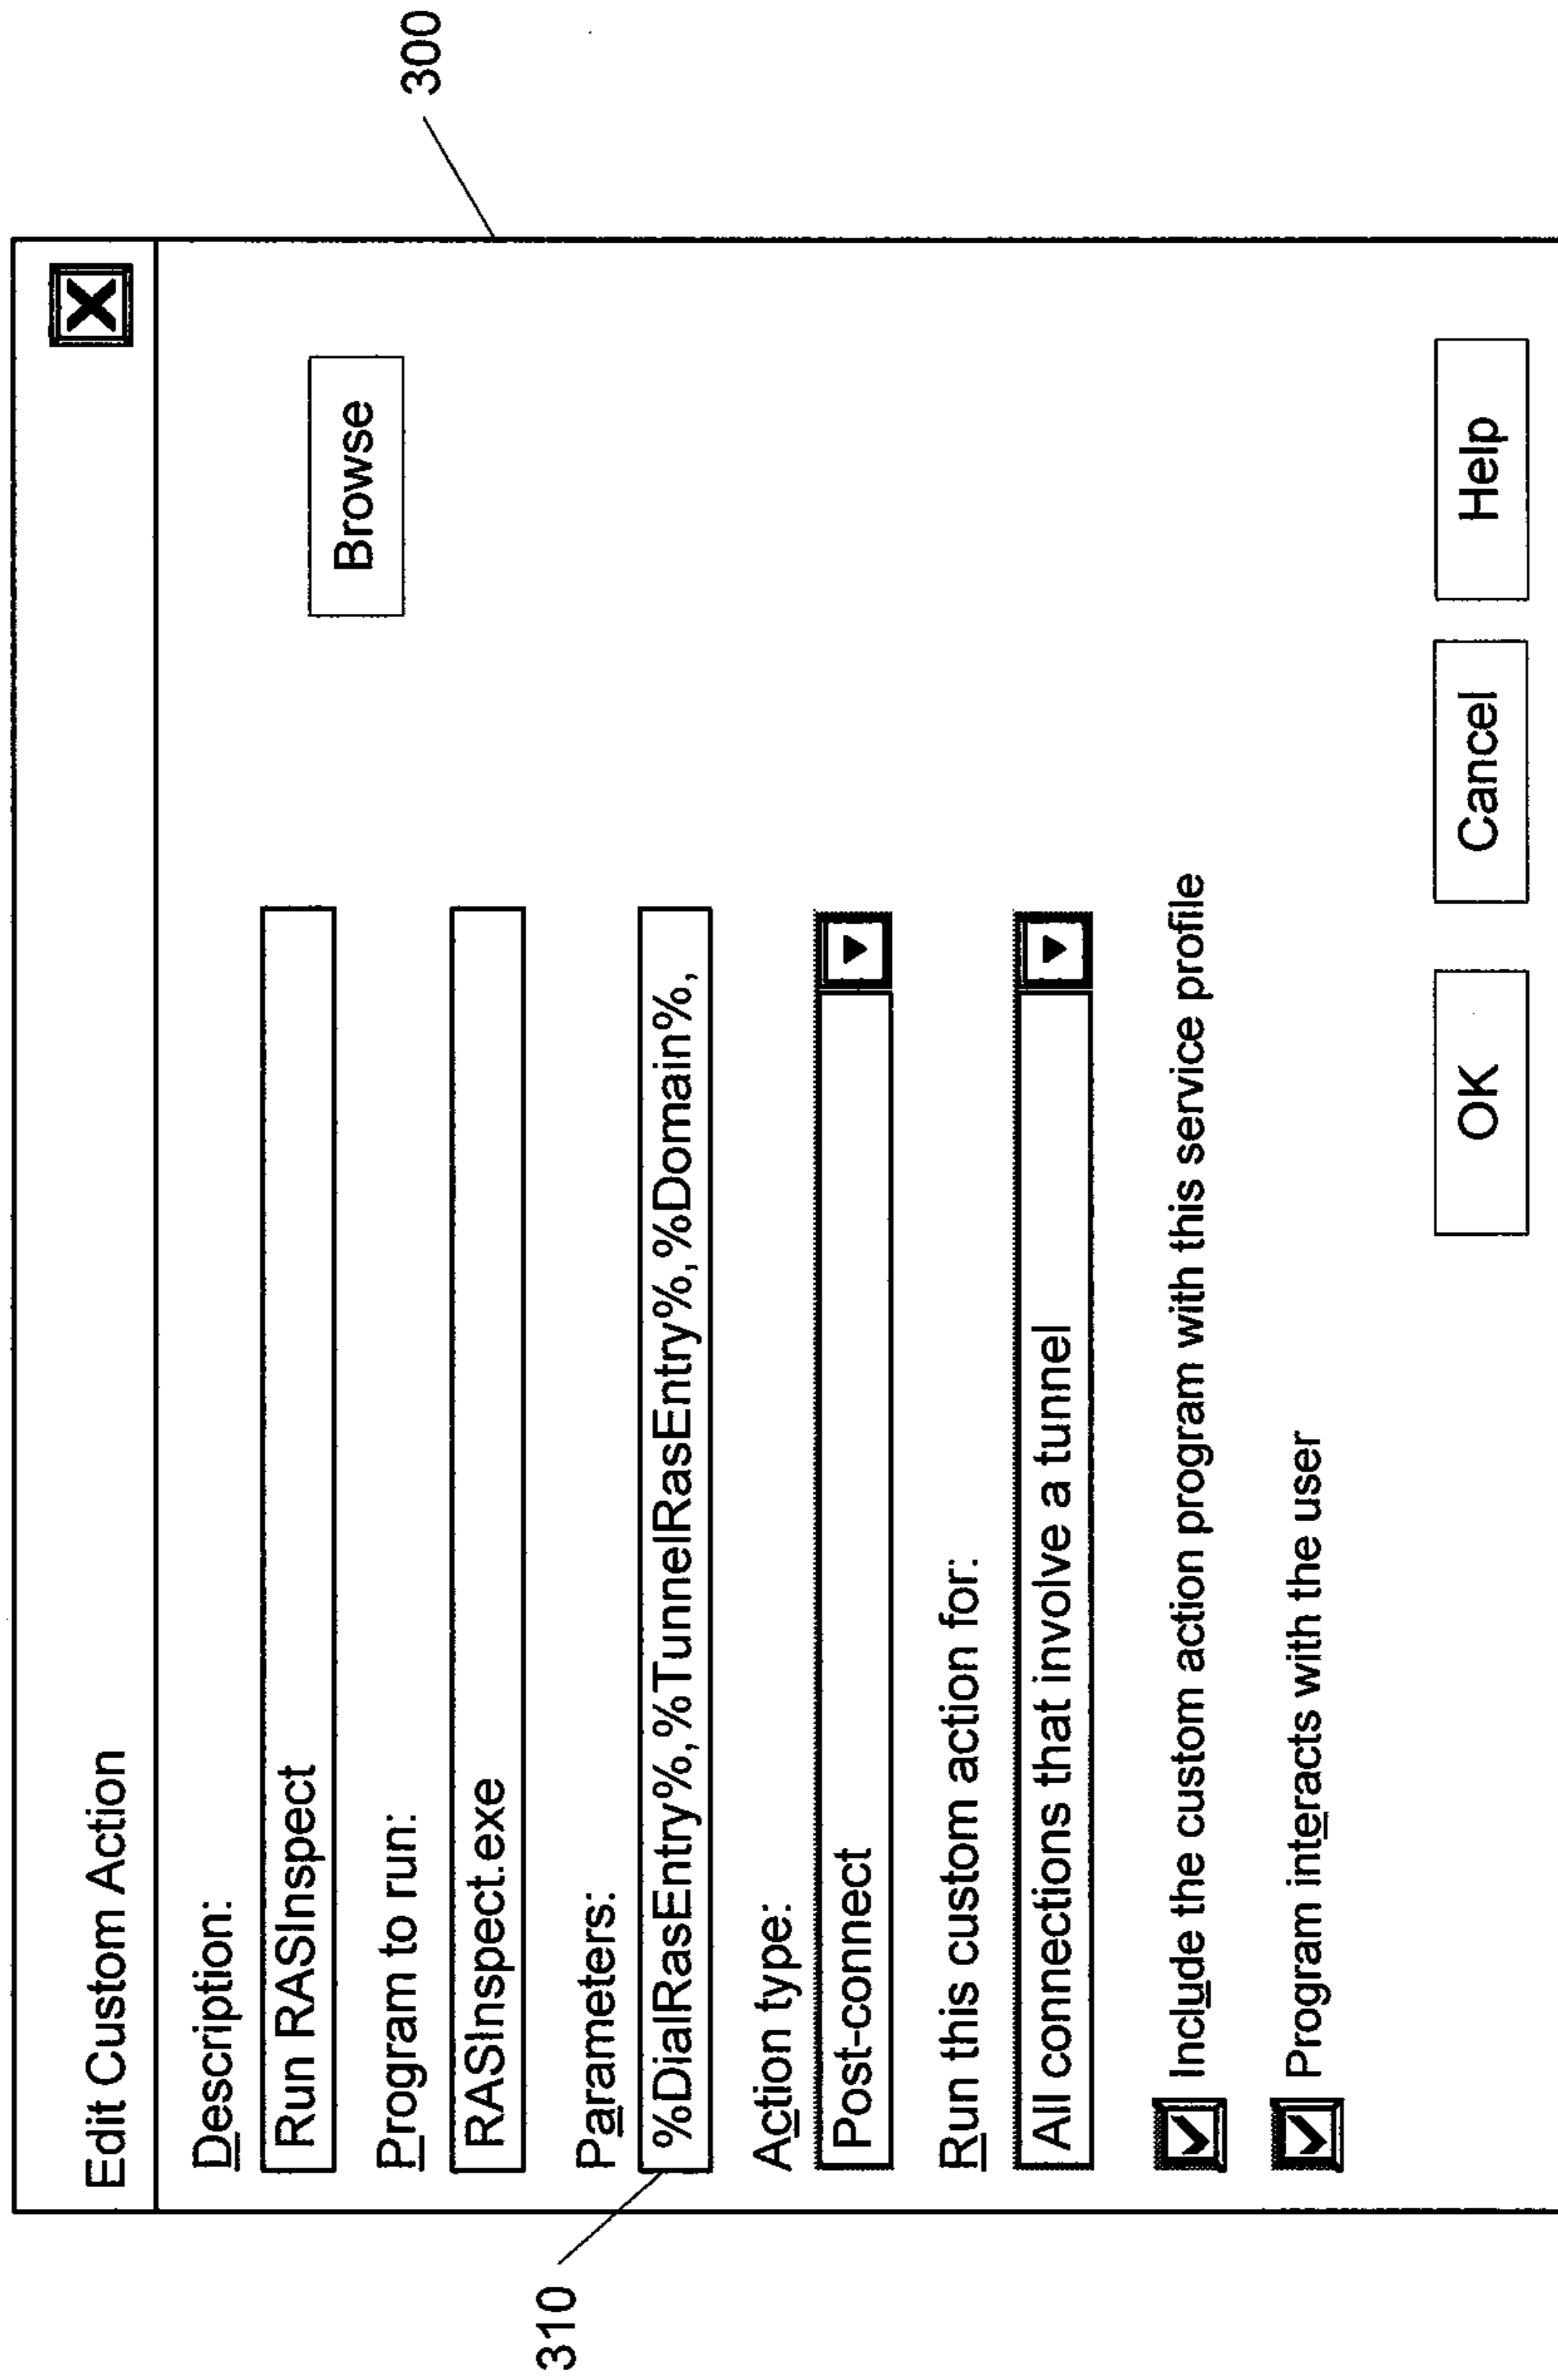 300
Edit Custom Action
X
Description:
Run RASInspect
Program to run:
RASInspect.exe
Browse
Parameters:
%DialRasEntry%,%TunnelRasEntry%,%Domain%,
Action type:
Post-connect
Run this custom action for:
All connections that involve a tunnel
Include the custom action program with this service profile
Program interacts with the user
OK
Cancel
Help
310